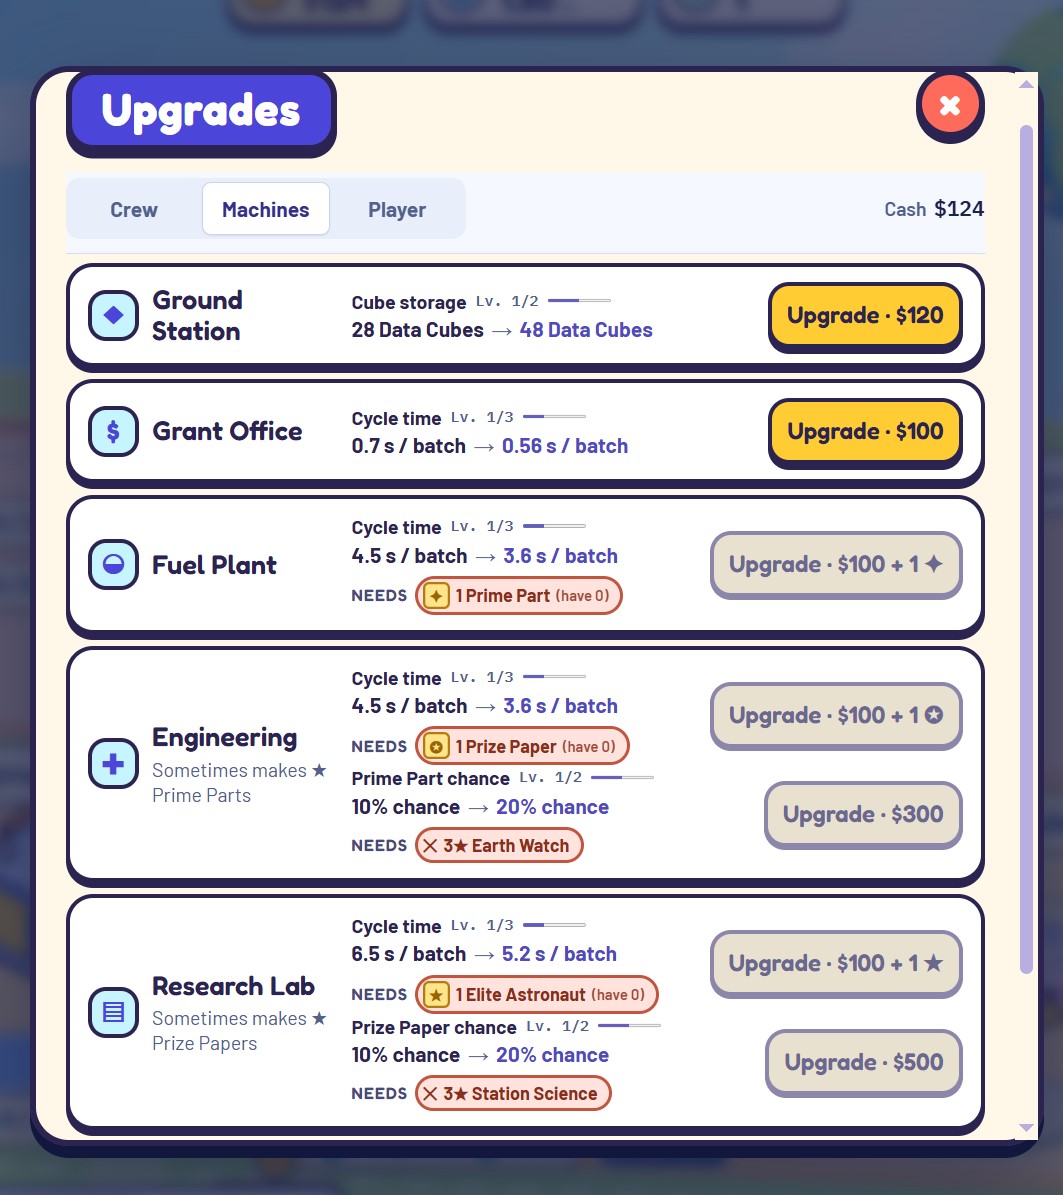 Upgrades
Crew
Machines
Player
Cash $124
Ground
Station
Cube storage Lv. 1/2
28 Data Cubes → 48 Data Cubes
Upgrade · $120
Grant Office
Cycle time Lv. 1/3
0.7 s / batch → 0.56 s / batch
Upgrade · $100
Fuel Plant
Cycle time Lv. 1/3
4.5 s / batch → 3.6 s / batch
NEEDS ✦ 1 Prime Part (have 0)
Upgrade · $100 + 1 ✦
Engineering
Sometimes makes ★
Prime Parts
Cycle time Lv. 1/3
4.5 s / batch → 3.6 s / batch
NEEDS ✪ 1 Prize Paper (have 0)
Upgrade · $100 + 1 ✪
Prime Part chance Lv. 1/2
10% chance → 20% chance
NEEDS ✕ 3★ Earth Watch
Upgrade · $300
Research Lab
Sometimes makes ★
Prize Papers
Cycle time Lv. 1/3
6.5 s / batch → 5.2 s / batch
NEEDS ★ 1 Elite Astronaut (have 0)
Upgrade · $100 + 1 ★
Prize Paper chance Lv. 1/2
10% chance → 20% chance
NEEDS ✕ 3★ Station Science
Upgrade · $500